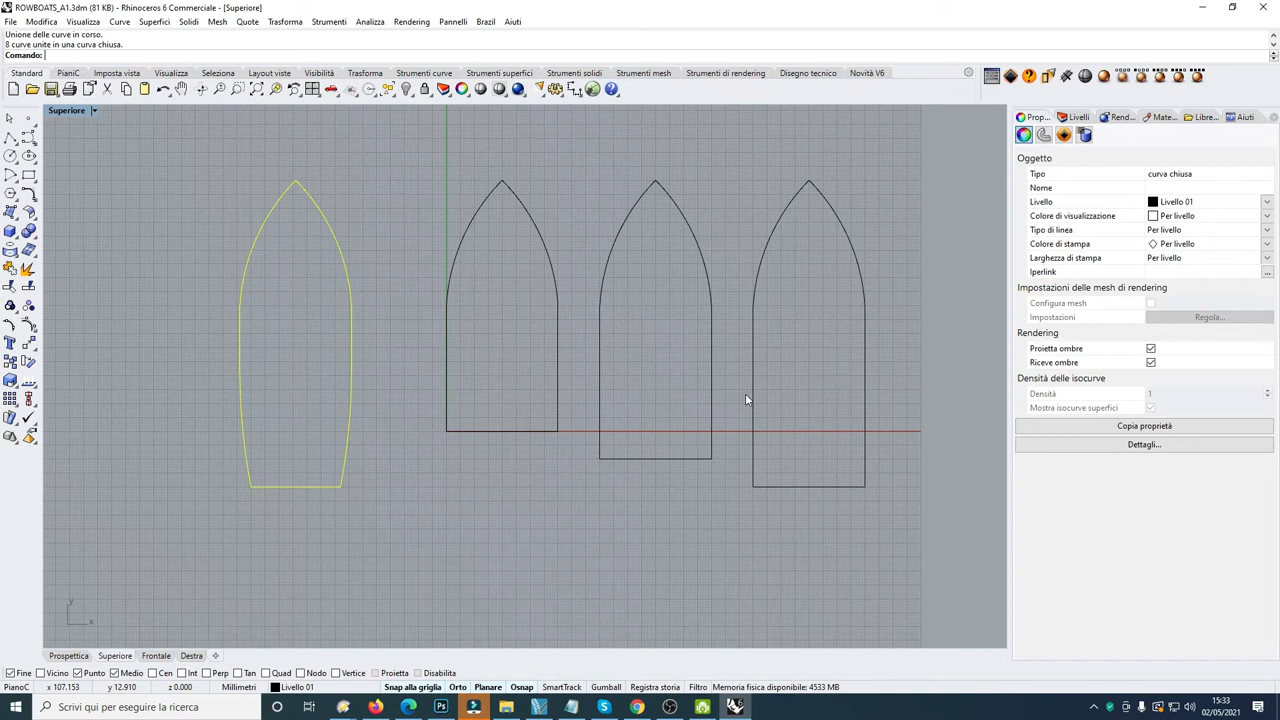 ROWBOATS_A1.3dm (81 KB) - Rhinoceros 6 Commerciale - [Superiore]
File Modifica Visualizza Curve Superfici Solidi Mesh Quote Trasforma Strumenti Analizza Rendering Pannelli Brazil Aiuti
Unione delle curve in corso.
8 curve unite in una curva chiusa.
Comando:
Standard PianiC Imposta vista Visualizza Selezione Layout viste Visibilità Trasforma Strumenti curve Strumenti superfici Strumenti solidi Strumenti mesh Strumenti di rendering Disegno tecnico Novità V6
Superiore
Prop... Livelli Rend... Mate... Libre... Aiuti
Oggetto
Tipo curva chiusa
Nome
Livello Livello 01
Colore di visualizzazione Per livello
Tipo di linea Per livello
Colore di stampa Per livello
Larghezza di stampa Per livello
Iperlink ...
Impostazioni delle mesh di rendering
Configura mesh
Impostazioni Regola...
Rendering
Proietta ombre
Riceve ombre
Densità delle isocurve
Densità 1
Mostra isocurve superfici
Copia proprietà
Dettagli...
y
x
Prospettica Superiore Frontale Destra
Fine Vicino Punto Medio Cen Int Perp Tan Quad Nodo Vertice Proietta Disabilita
PianoC x 107.153 y 12.910 z 0.000 Millimetri Livello 01 Snap alla griglia Orto Planare Osnap SmartTrack Gumball Registra storia Filtro Memoria fisica disponibile: 4533 MB
Scrivi qui per eseguire la ricerca
15:33
02/05/2021